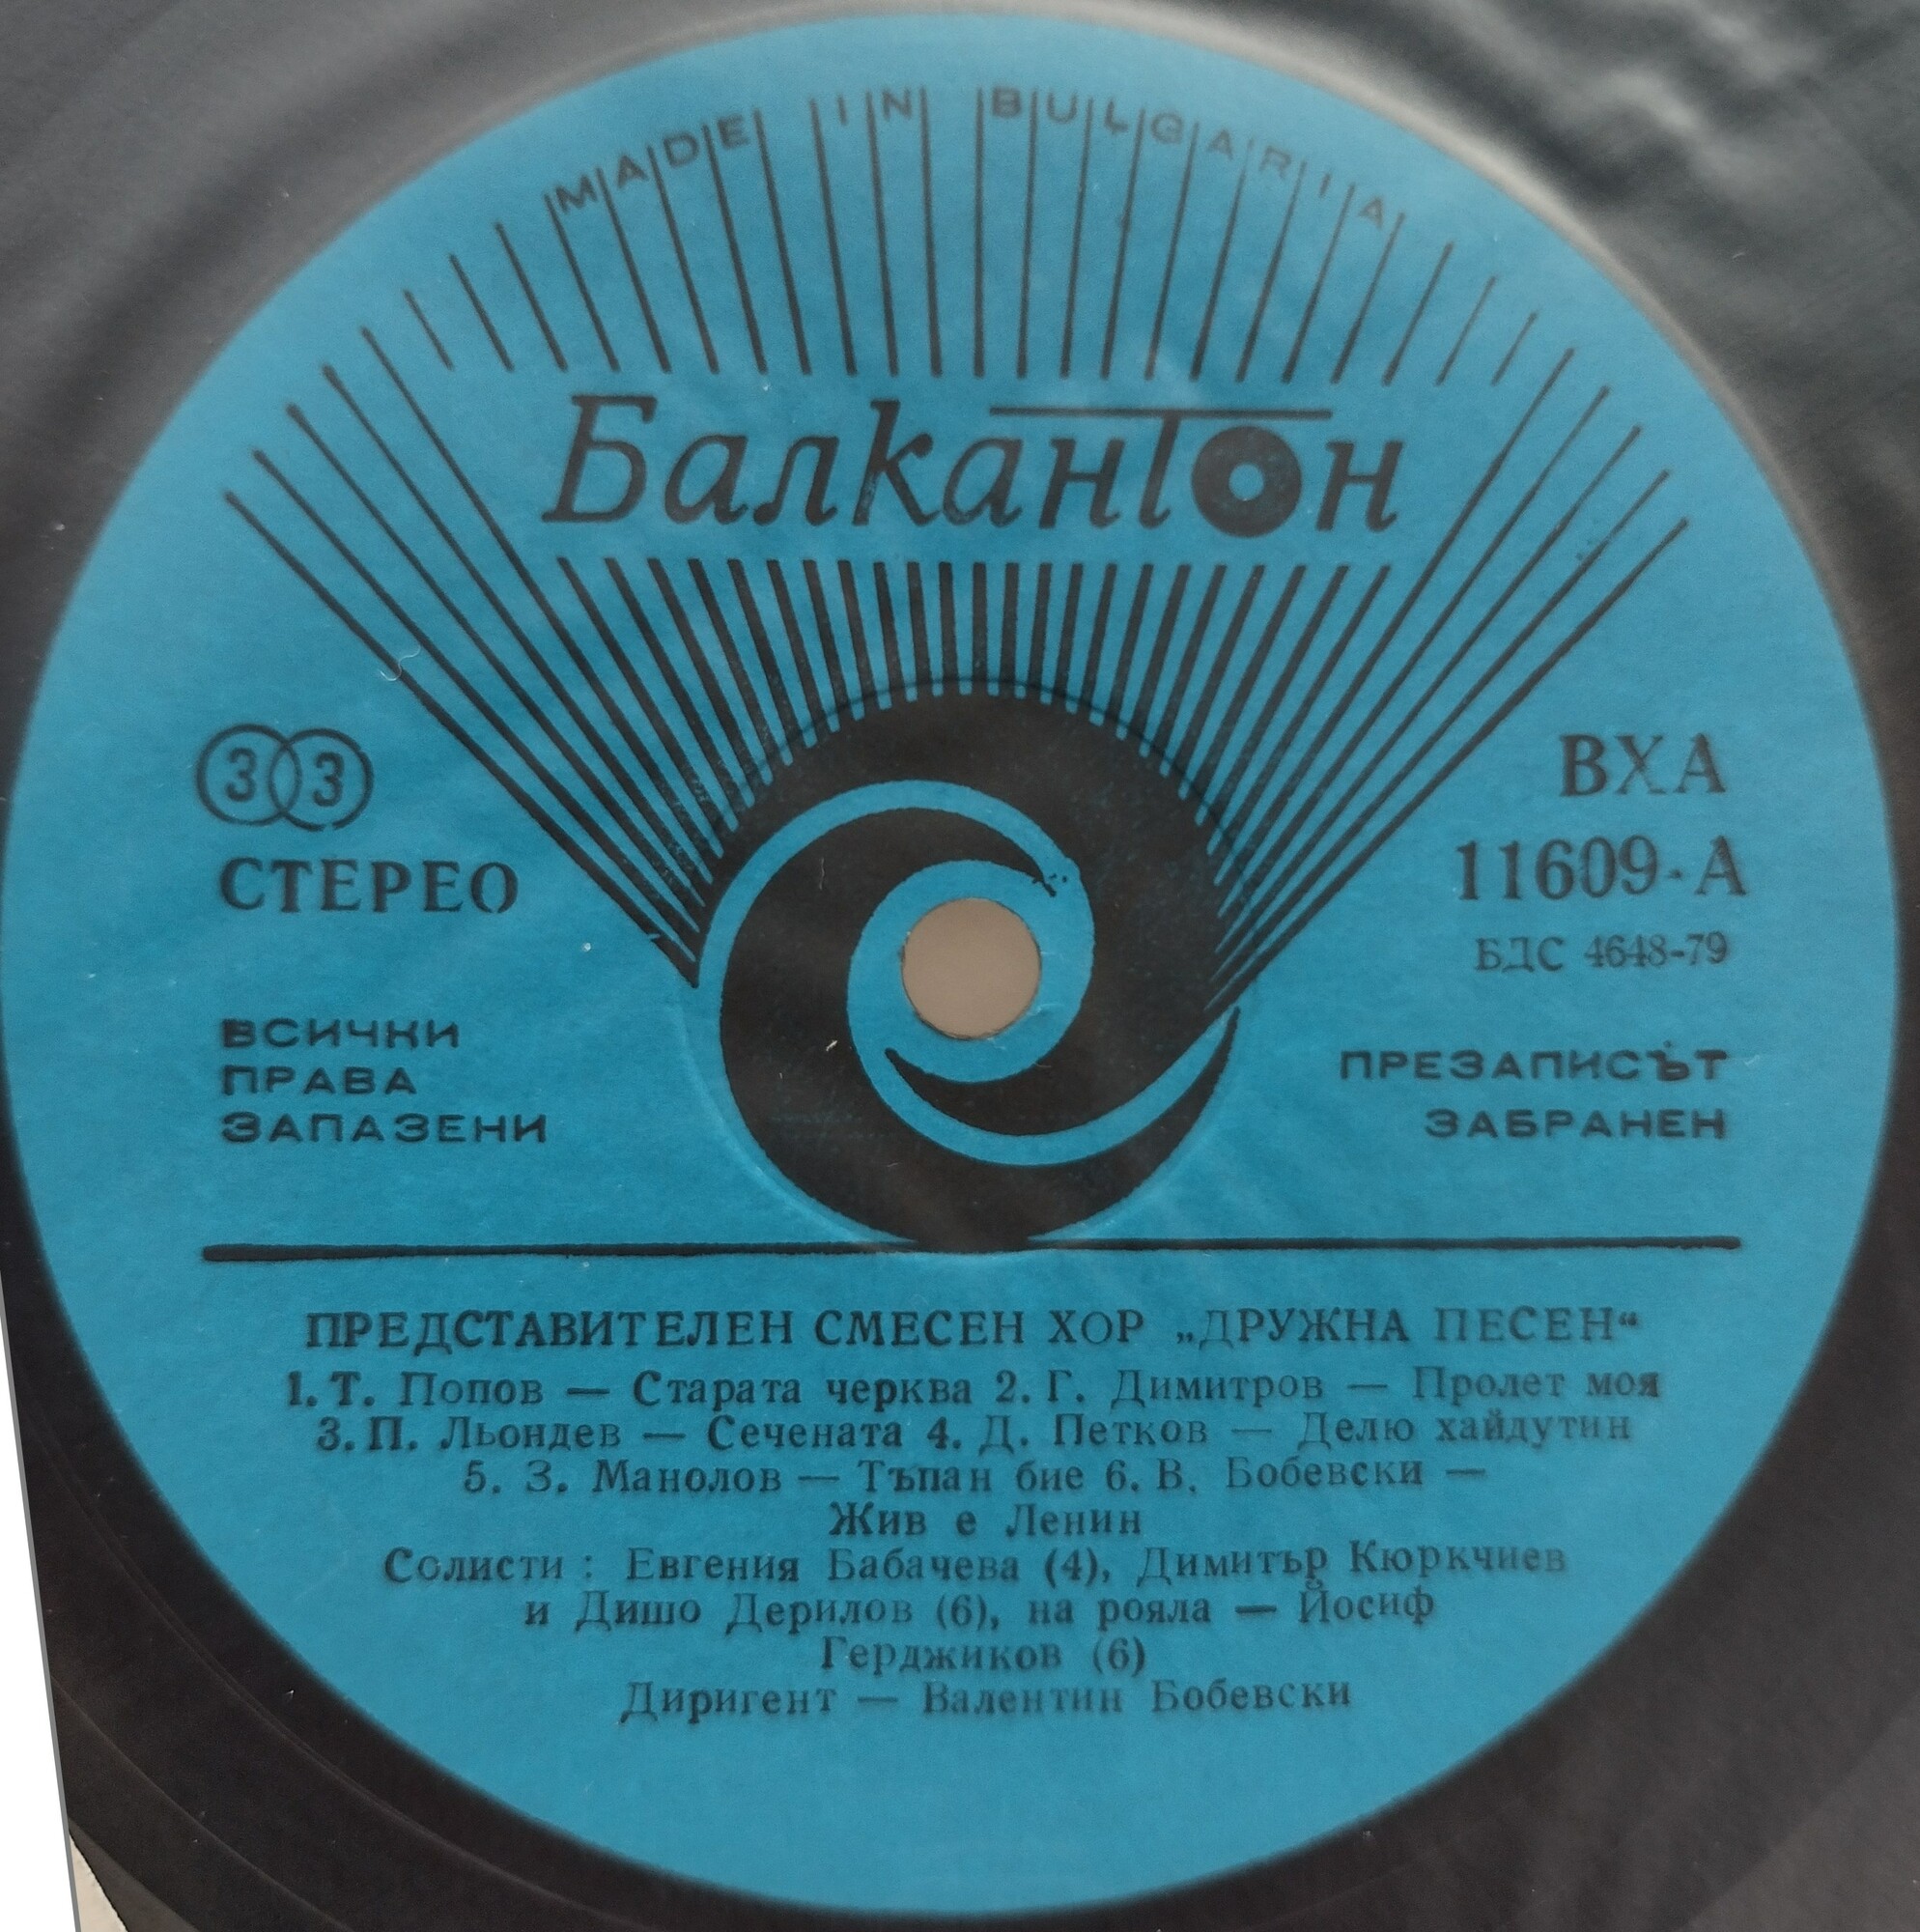 MADE IN BULGARIA
Балкантон
33
СТЕРЕО
ВХА
11609·А
БДС 4648-79
ВСИЧКИ
ПРАВА
ЗАПАЗЕНИ
ПРЕЗАПИСЪТ
ЗАБРАНЕН
ПРЕДСТАВИТЕЛЕН СМЕСЕН ХОР „ДРУЖНА ПЕСЕН“
1. Т. Попов — Старата черква 2. Г. Димитров — Пролет моя
3. П. Льондев — Сечената 4. Д. Петков — Делю хайдутин
5. З. Манолов — Тъпан бие 6. В. Бобевски —
Жив е Ленин
Солисти : Евгения Бабачева (4), Димитър Кюркчиев
и Дишо Дерилов (6), на рояла — Йосиф
Герджиков (6)
Диригент — Валентин Бобевски